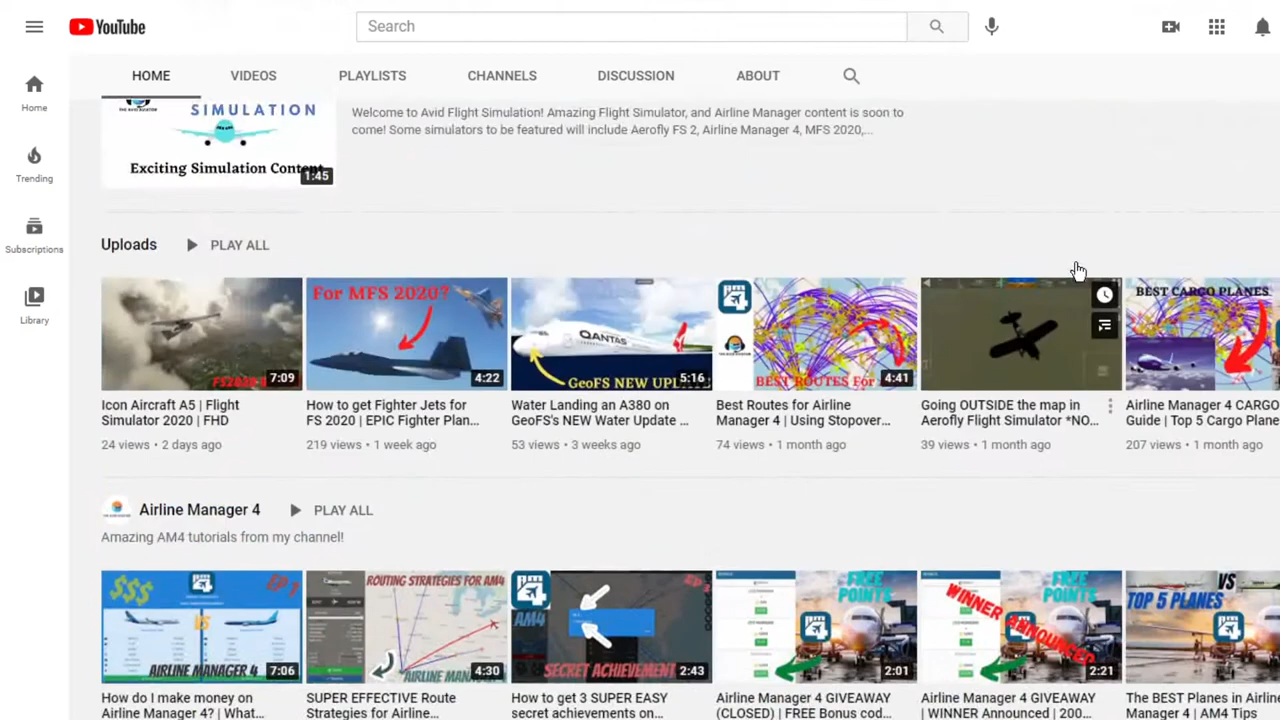 YouTube
Search
HOME VIDEOS PLAYLISTS CHANNELS DISCUSSION ABOUT
Home
Trending
Subscriptions
Library
SIMULATION
Exciting Simulation Content
1:45
Welcome to Avid Flight Simulation! Amazing Flight Simulator, and Airline Manager content is soon to
come! Some simulators to be featured will include Aerofly FS 2, Airline Manager 4, MFS 2020,...
Uploads PLAY ALL
7:09
Icon Aircraft A5 | Flight
Simulator 2020 | FHD
24 views • 2 days ago
For MFS 2020?
4:22
How to get Fighter Jets for
FS 2020 | EPIC Fighter Plan...
219 views • 1 week ago
QANTAS
GeoFS NEW
5:16
Water Landing an A380 on
GeoFS's NEW Water Update ...
53 views • 3 weeks ago
BEST ROUTES For
4:41
Best Routes for Airline
Manager 4 | Using Stopover...
74 views • 1 month ago
Going OUTSIDE the map in
Aerofly Flight Simulator *NO...
39 views • 1 month ago
BEST CARGO PLANES
Airline Manager 4 CARGO
Guide | Top 5 Cargo Plane
207 views • 1 month ago
Airline Manager 4 PLAY ALL
Amazing AM4 tutorials from my channel!
$$$ EP 1
VS
AIRLINE MANAGER 4
7:06
How do I make money on
Airline Manager 4? | What...
ROUTING STRATEGIES FOR AM4
4:30
SUPER EFFECTIVE Route
Strategies for Airline...
AM4
SECRET ACHIEVEMENT
2:43
How to get 3 SUPER EASY
secret achievements on...
FREE
POINTS
2:01
Airline Manager 4 GIVEAWAY
(CLOSED) | FREE Bonus cod...
FREE
POINTS
WINNER ANNOUNCED
2:21
Airline Manager 4 GIVEAWAY
| WINNER Announced | 200...
VS
TOP 5 PLANES
The BEST Planes in Airlin
Manager 4 | AM4 Tips